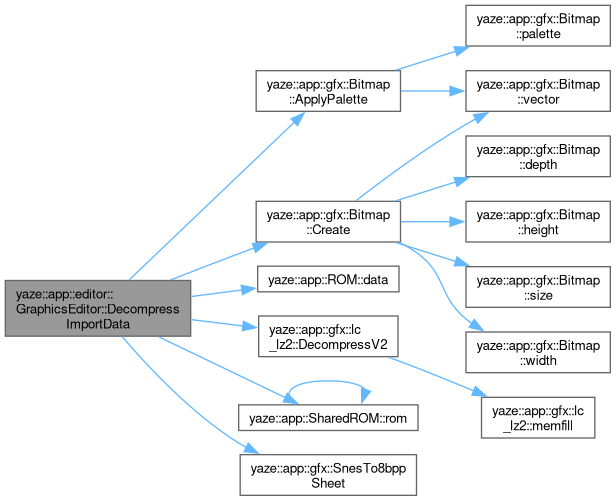 yaze::app::gfx::Bitmap
::palette
yaze::app::gfx::Bitmap
::ApplyPalette
yaze::app::gfx::Bitmap
::vector
yaze::app::gfx::Bitmap
::depth
yaze::app::gfx::Bitmap
::Create
yaze::app::gfx::Bitmap
::height
yaze::app::ROM::data
yaze::app::gfx::Bitmap
::size
yaze::app::editor::
GraphicsEditor::Decompress
ImportData
yaze::app::gfx::lc
_lz2::DecompressV2
yaze::app::gfx::Bitmap
::width
yaze::app::SharedROM::rom
yaze::app::gfx::lc
_lz2::memfill
yaze::app::gfx::SnesTo8bpp
Sheet